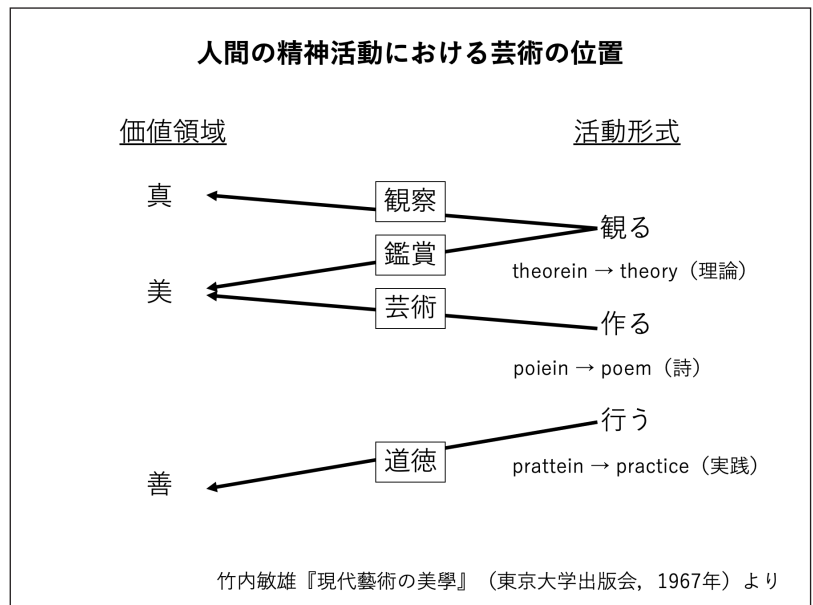 人間の精神活動における芸術の位置
価値領域
活動形式
真
観察
観る
鑑賞
theorein → theory（理論）
美
芸術
作る
poiein → poem（詩）
行う
道徳
prattein → practice（実践）
善
竹内敏雄『現代藝術の美學』（東京大学出版会，1967年）より